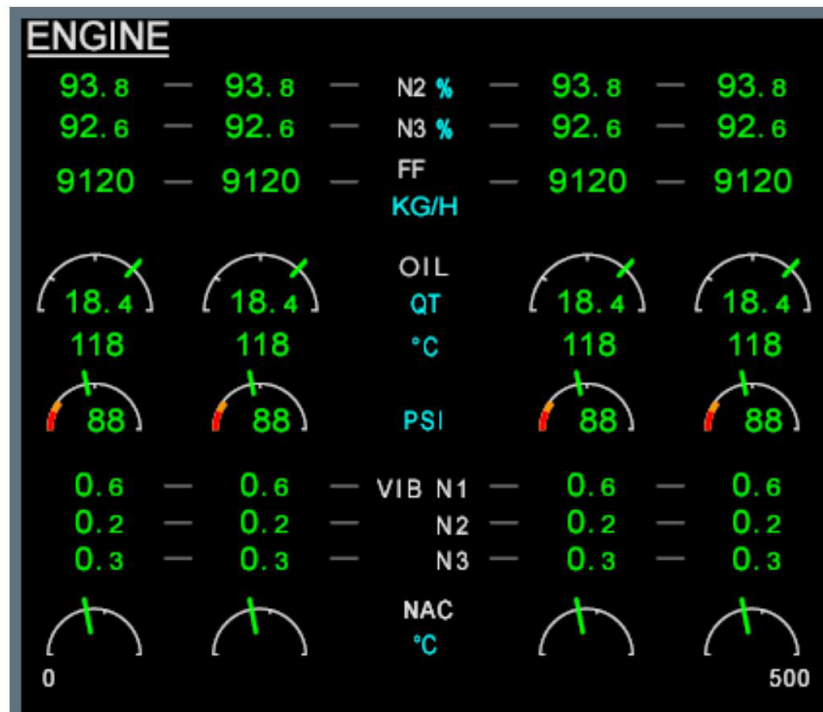 ENGINE
93.8 — 93.8 — N2 % — 93.8 — 93.8
92.6 — 92.6 — N3 % — 92.6 — 92.6
9120 — 9120 — FF — 9120 — 9120
KG/H
OIL
18.4 18.4 QT 18.4 18.4
118 118 °C 118 118
88 88 PSI 88 88
0.6 — 0.6 — VIB N1 — 0.6 — 0.6
0.2 — 0.2 — N2 — 0.2 — 0.2
0.3 — 0.3 — N3 — 0.3 — 0.3
NAC
°C
0 500